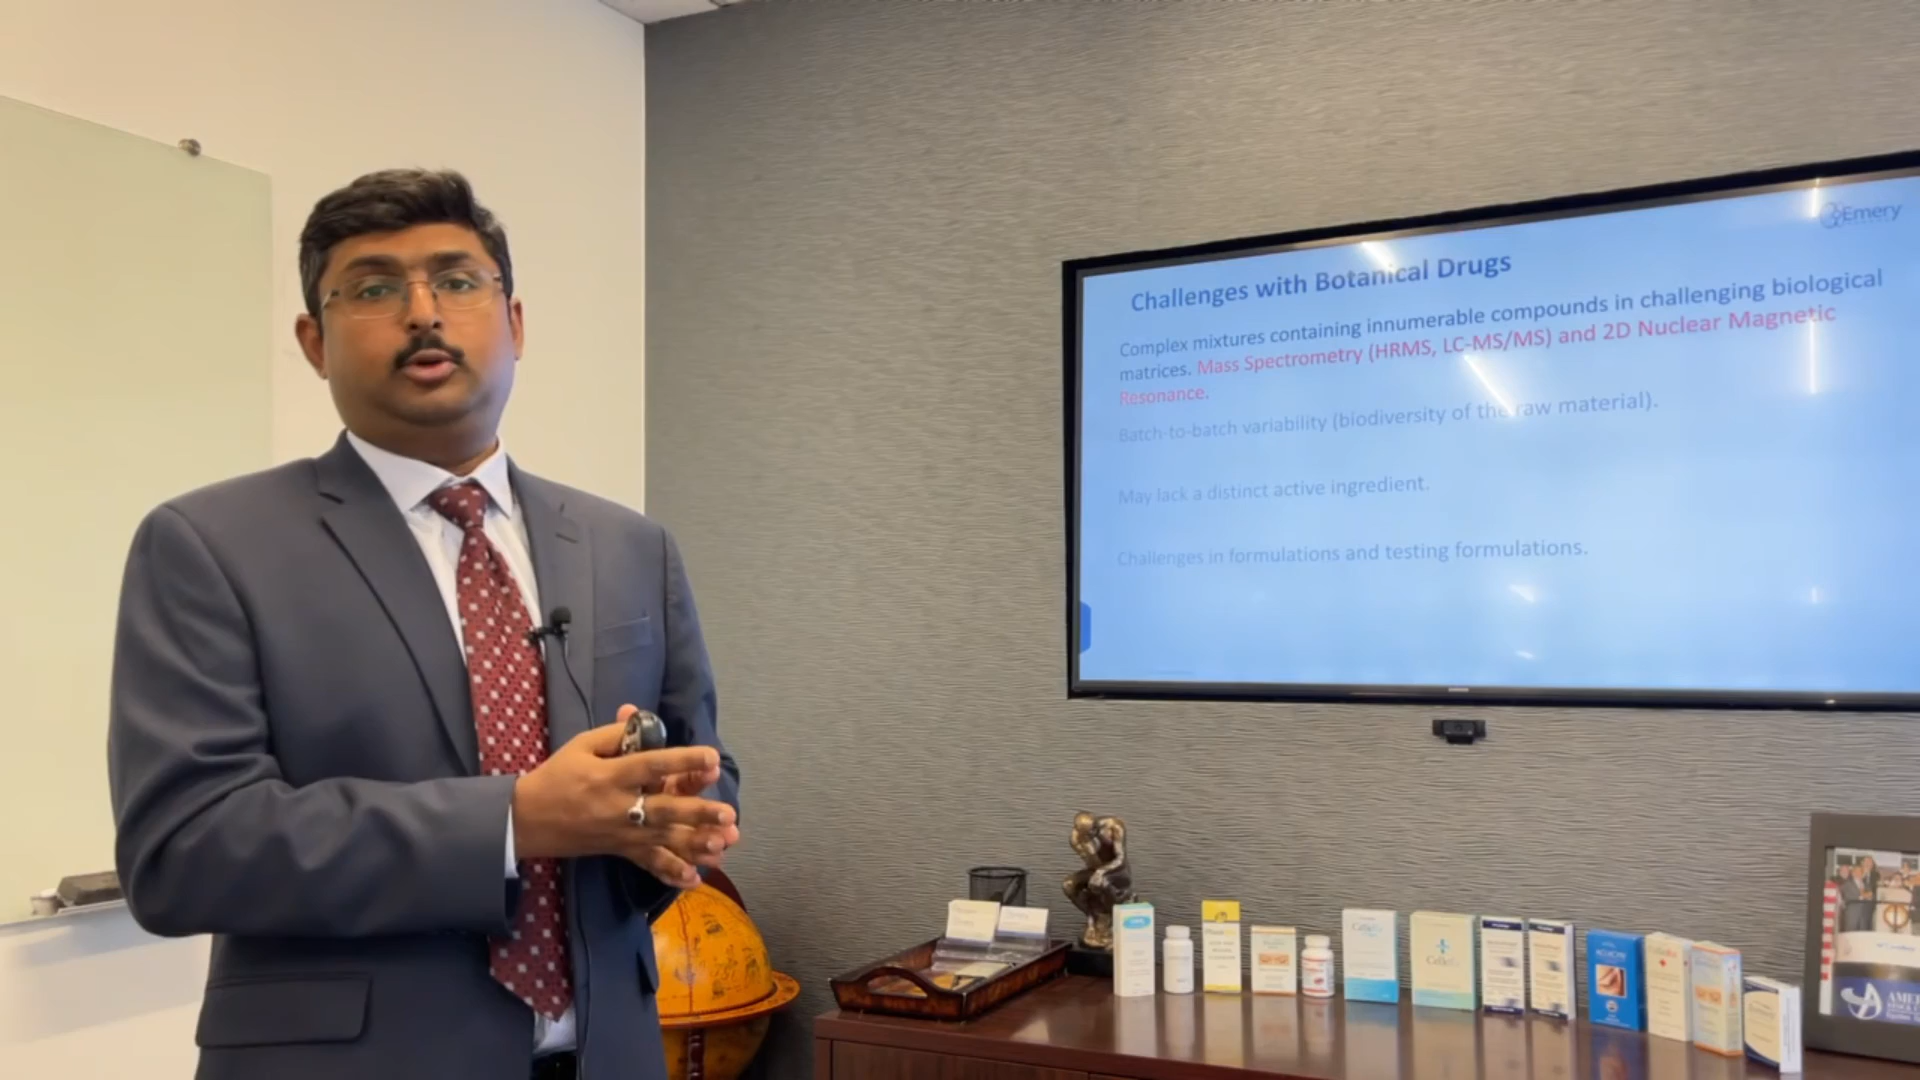 Emery
Challenges with Botanical Drugs
Complex mixtures containing innumerable compounds in challenging biological
matrices. Mass Spectrometry (HRMS, LC-MS/MS) and 2D Nuclear Magnetic
Resonance.
Batch-to-batch variability (biodiversity of the raw material).
May lack a distinct active ingredient.
Challenges in formulations and testing formulations.